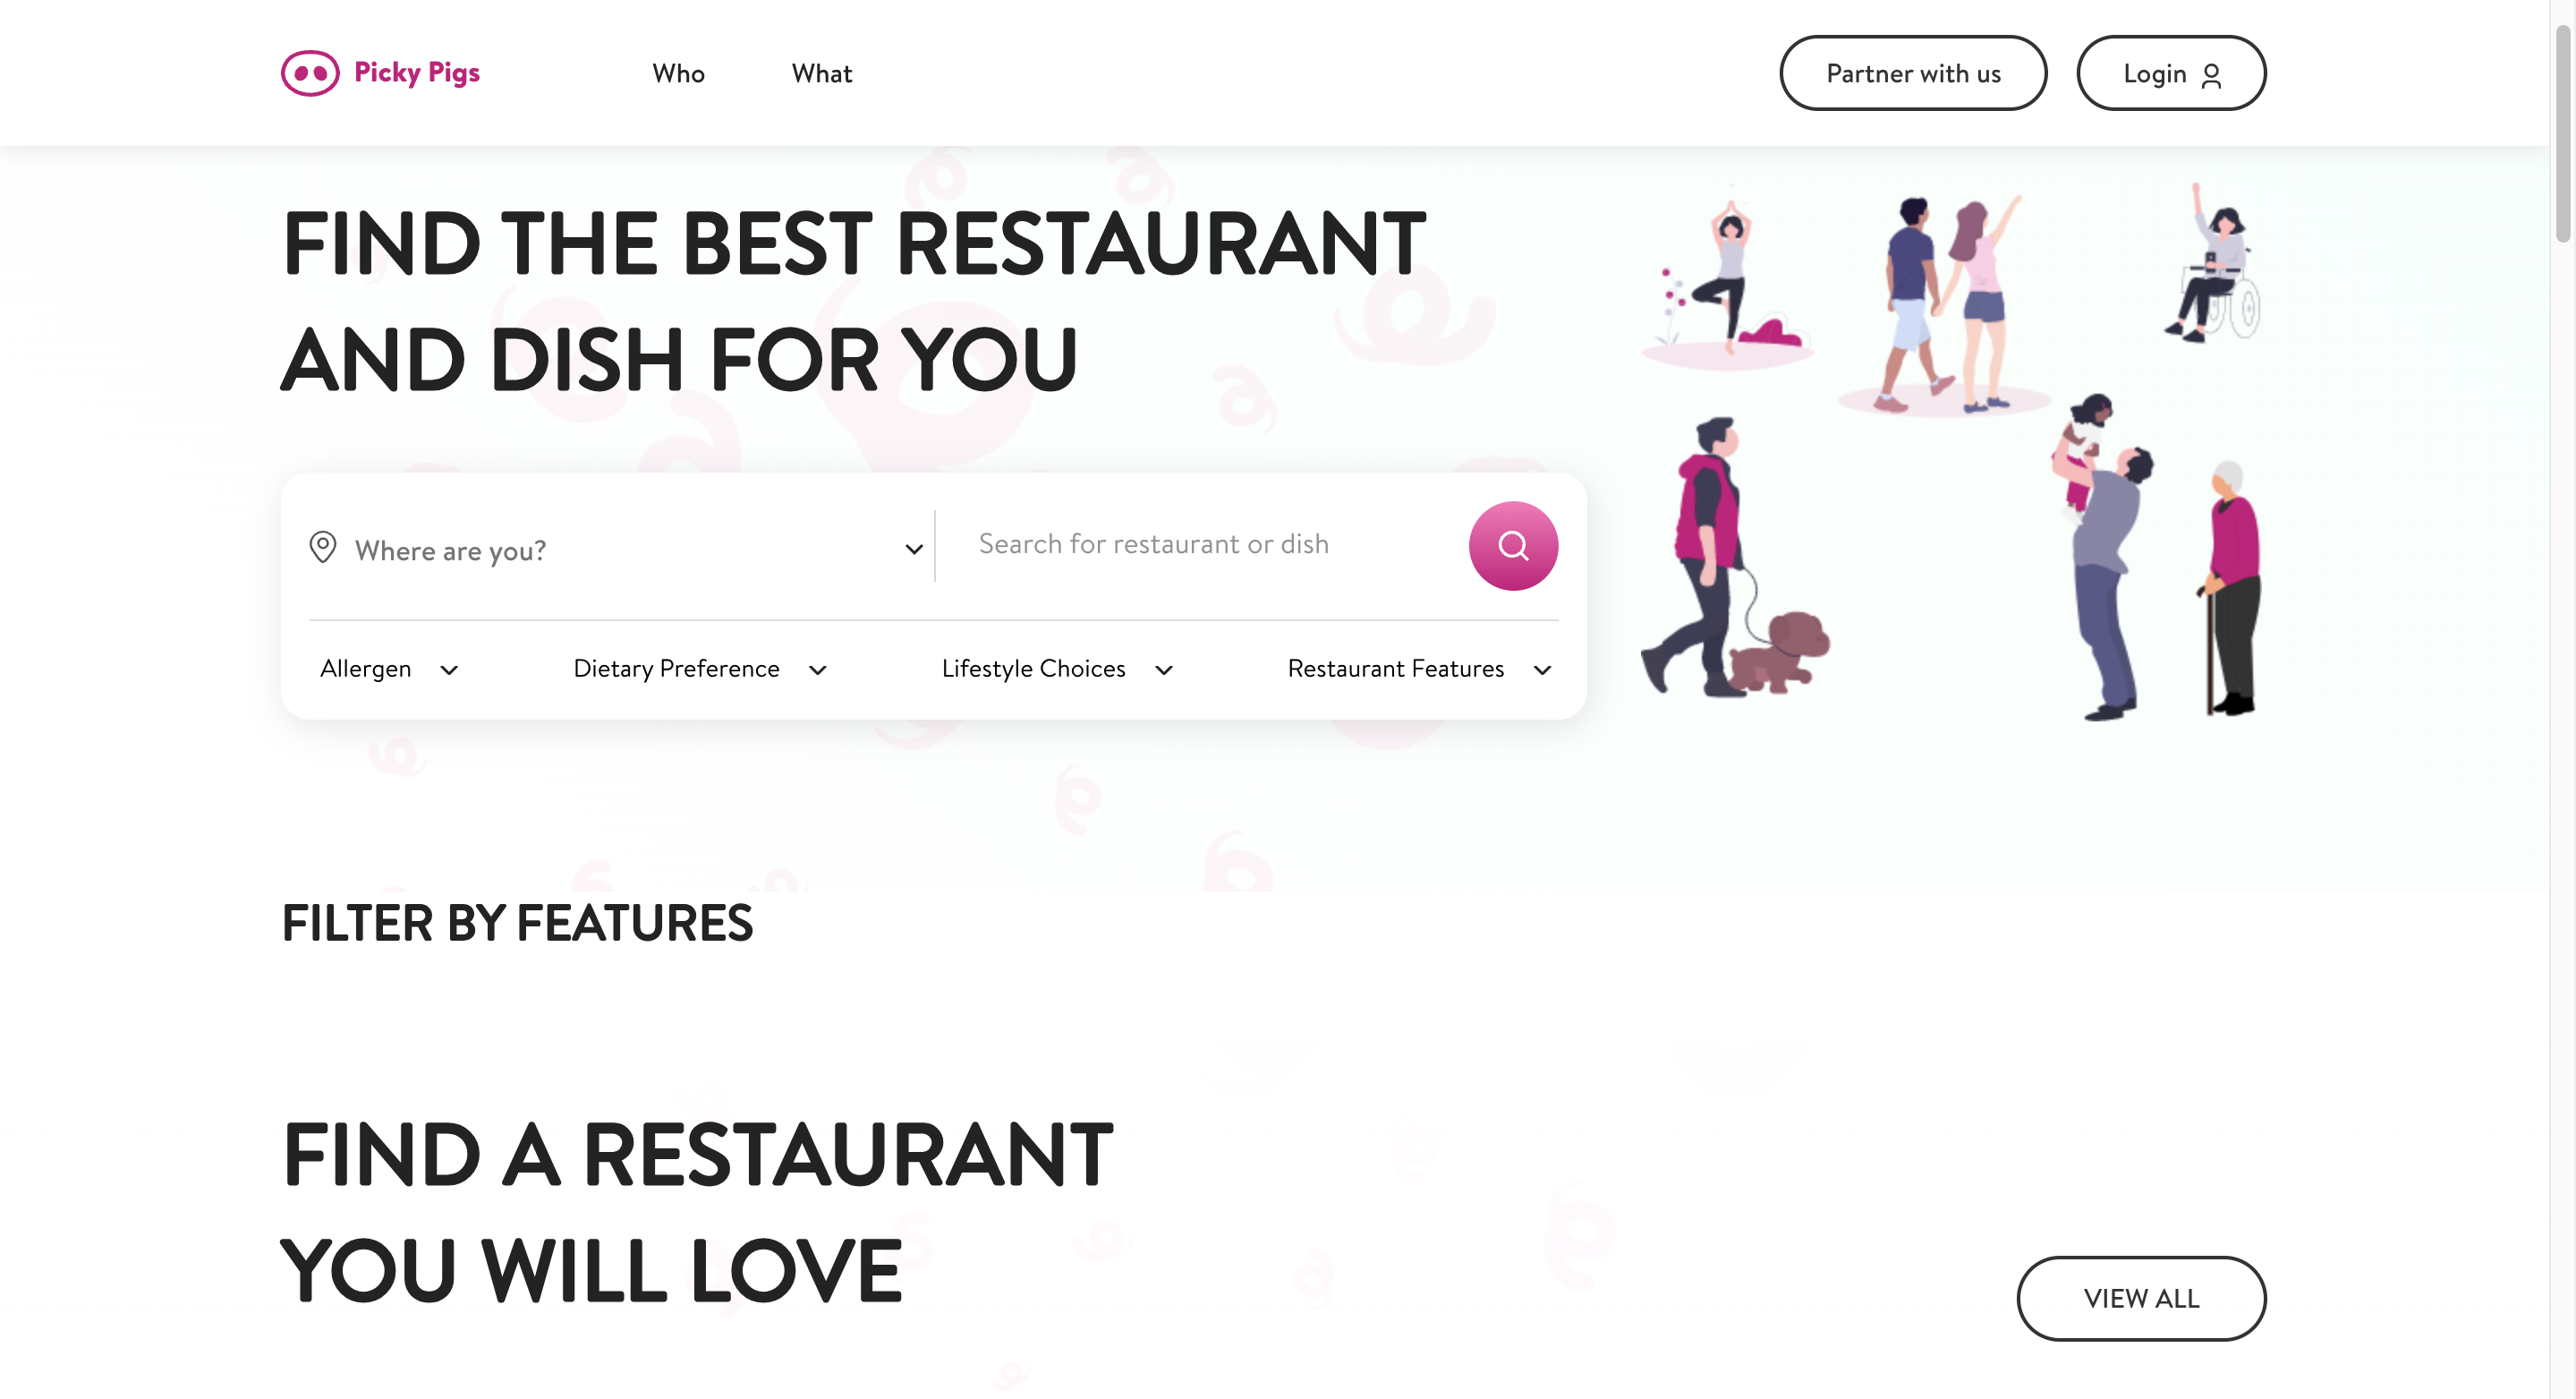 Picky Pigs
Who
What
Partner with us
Login
FIND THE BEST RESTAURANT
AND DISH FOR YOU
Where are you?
Search for restaurant or dish
Allergen
Dietary Preference
Lifestyle Choices
Restaurant Features
FILTER BY FEATURES
FIND A RESTAURANT
YOU WILL LOVE
VIEW ALL